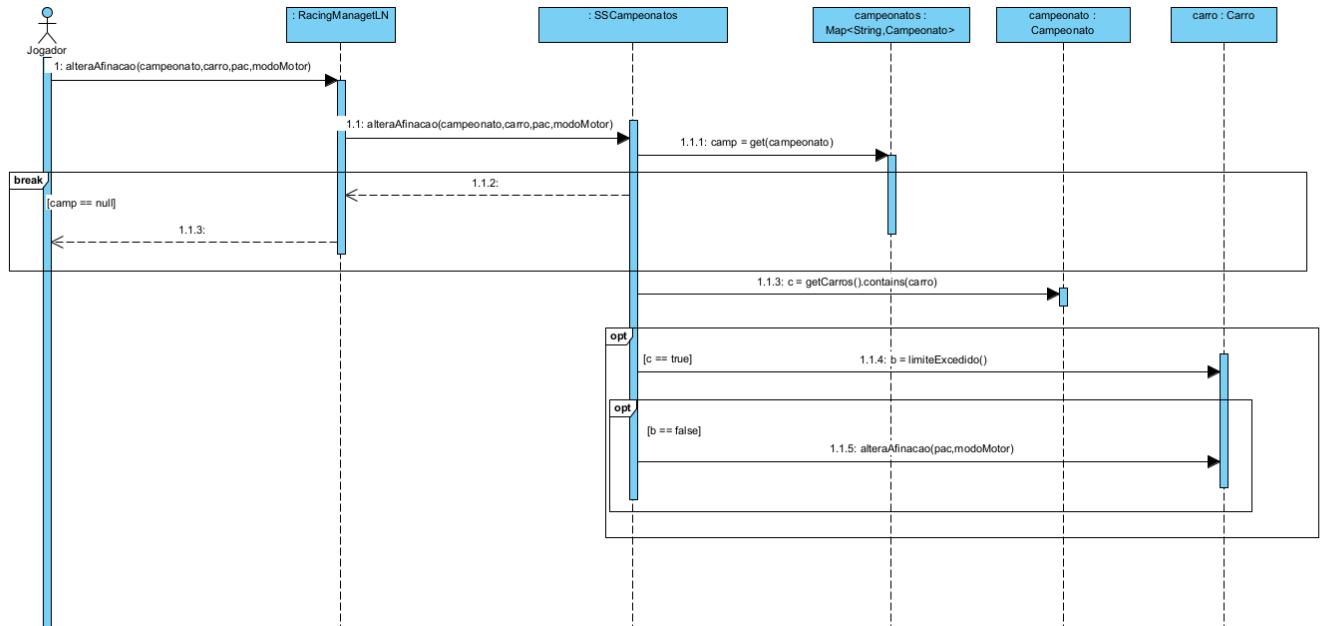 : RacingManagetLN
: SSCampeonatos
campeonatos :
Map<String,Campeonato>
campeonato :
Campeonato
carro : Carro
Jogador
1: alteraAfinacao(campeonato,carro,pac,modoMotor)
1.1: alteraAfinacao(campeonato,carro,pac,modoMotor)
1.1.1: camp = get(campeonato)
break
1.1.2:
[camp == null]
1.1.3:
1.1.3: c = getCarros().contains(carro)
opt
[c == true]
1.1.4: b = limiteExcedido()
opt
[b == false]
1.1.5: alteraAfinacao(pac,modoMotor)